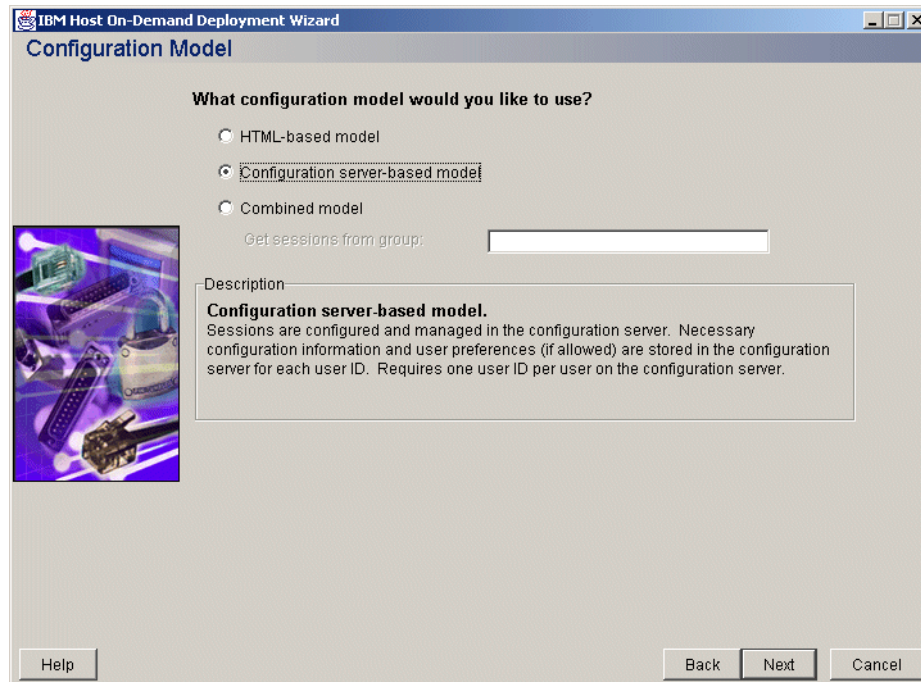 IBM Host On-Demand Deployment Wizard
Configuration Model
What configuration model would you like to use?
HTML-based model
Configuration server-based model
Combined model
Get sessions from group:
Description
Configuration server-based model.
Sessions are configured and managed in the configuration server. Necessary
configuration information and user preferences (if allowed) are stored in the configuration
server for each user ID. Requires one user ID per user on the configuration server.
Help
Back
Next
Cancel